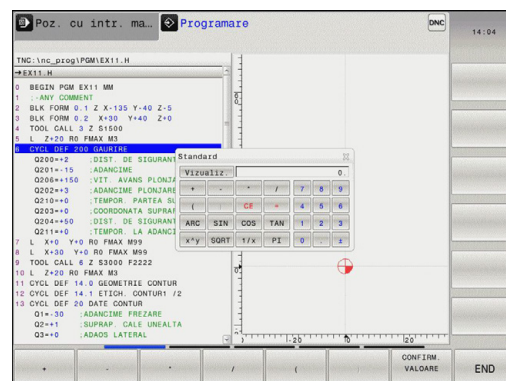 Poz. cu intr. ma...
Programare
DNC
14:04
TNC:\nc_prog\PGM\EX11.H
→EX11.H
0 BEGIN PGM EX11 MM
1 ;-ANY COMMENT
2 BLK FORM 0.1 Z X-135 Y-40 Z-5
3 BLK FORM 0.2 X+30 Y+40 Z+0
4 TOOL CALL 3 Z S1500
5 L Z+20 R0 FMAX M3
6 CYCL DEF 200 GAURIRE
Q200=+2 ;DIST. DE SIGURANT
Q201=-15 ;ADANCIME
Q206=+150 ;VIT. AVANS PLONJA
Q202=+3 ;ADANCIME PLONJARE
Q210=+0 ;TEMPOR. PARTEA SU
Q203=+0 ;COORDONATA SUPRAF
Q204=+50 ;DIST. DE SIGURANT
Q211=+0 ;TEMPOR. LA ADANCI
7 L X+0 Y+0 R0 FMAX M99
8 L X+30 Y+0 R0 FMAX M99
9 TOOL CALL 6 Z S3000 F2222
10 L Z+20 R0 FMAX M3
11 CYCL DEF 14.0 GEOMETRIE CONTUR
12 CYCL DEF 14.1 ETICH. CONTUR1 /2
13 CYCL DEF 20 DATE CONTUR
Q1=-30 ;ADANCIME FREZARE
Q2=+1 ;SUPRAP. CALE UNEALTA
Q3=+0 ;ADAOS LATERAL
Standard
Vizualiz. 0.
+ - * / 7 8 9
( ) CE = 4 5 6
ARC SIN COS TAN 1 2 3
x^y SQRT 1/x PI 0 . ±
-20 0 20
+ - * / ( )
CONFIRM.
VALOARE
END